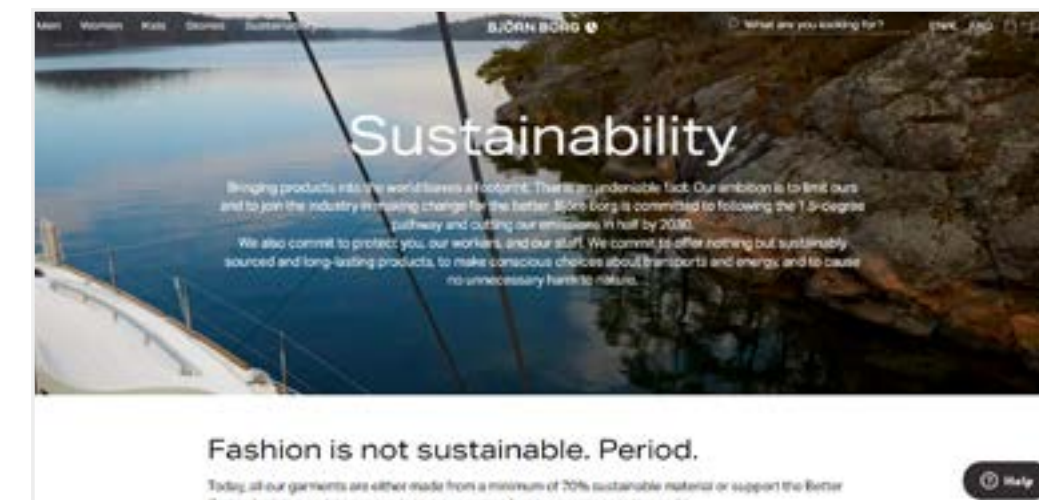 Men Women Kids Stories Sustainability BJÖRN BORG What are you looking for?
Sustainability
Bringing products into the world leaves a footprint. That is an undeniable fact. Our ambition is to limit ours
and to join the industry in making change for the better. Björn Borg is committed to following the 1.5-degree
pathway and cutting our emissions in half by 2030.
We also commit to protect you, our workers, and our staff. We commit to offer nothing but sustainably
sourced and long-lasting products, to make conscious choices about transports and energy, and to cause
no unnecessary harm to nature.
Fashion is not sustainable. Period.
Today, all our garments are either made from a minimum of 70% sustainable material or support the Better
Help